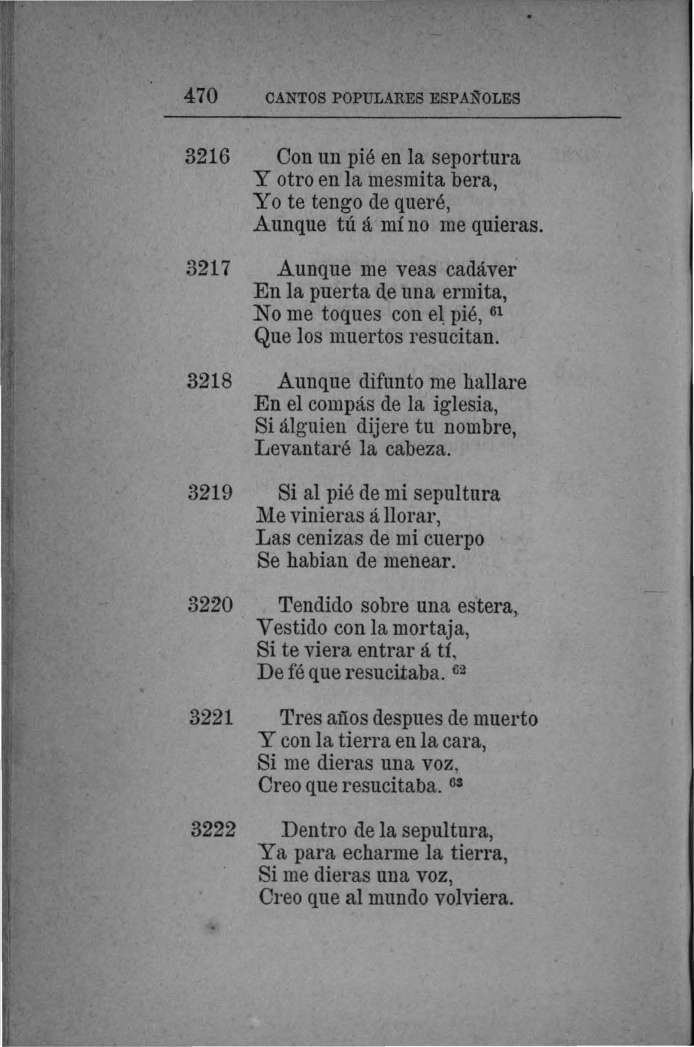 470 CANTOS POPULARES ESPAÑOLES
3216 Con un pié en la seportura
Y otro en la mesmita bera,
Yo te tengo de queré,
Aunque tú á mí no me quieras.
3217 Aunque me veas cadáver
En la puerta de una ermita,
No me toques con el pié, 61
Que los muertos resucitan.
3218 Aunque difunto me hallare
En el compás de la iglesia,
Si álguien dijere tu nombre,
Levantaré la cabeza.
3219 Si al pié de mi sepultura
Me vinieras á llorar,
Las cenizas de mi cuerpo
Se habian de menear.
3220 Tendido sobre una estera,
Vestido con la mortaja,
Si te viera entrar á tí,
De fé que resucitaba. 62
3221 Tres años despues de muerto
Y con la tierra en la cara,
Si me dieras una voz,
Creo que resucitaba. 63
3222 Dentro de la sepultura,
Ya para echarme la tierra,
Si me dieras una voz,
Creo que al mundo volviera.